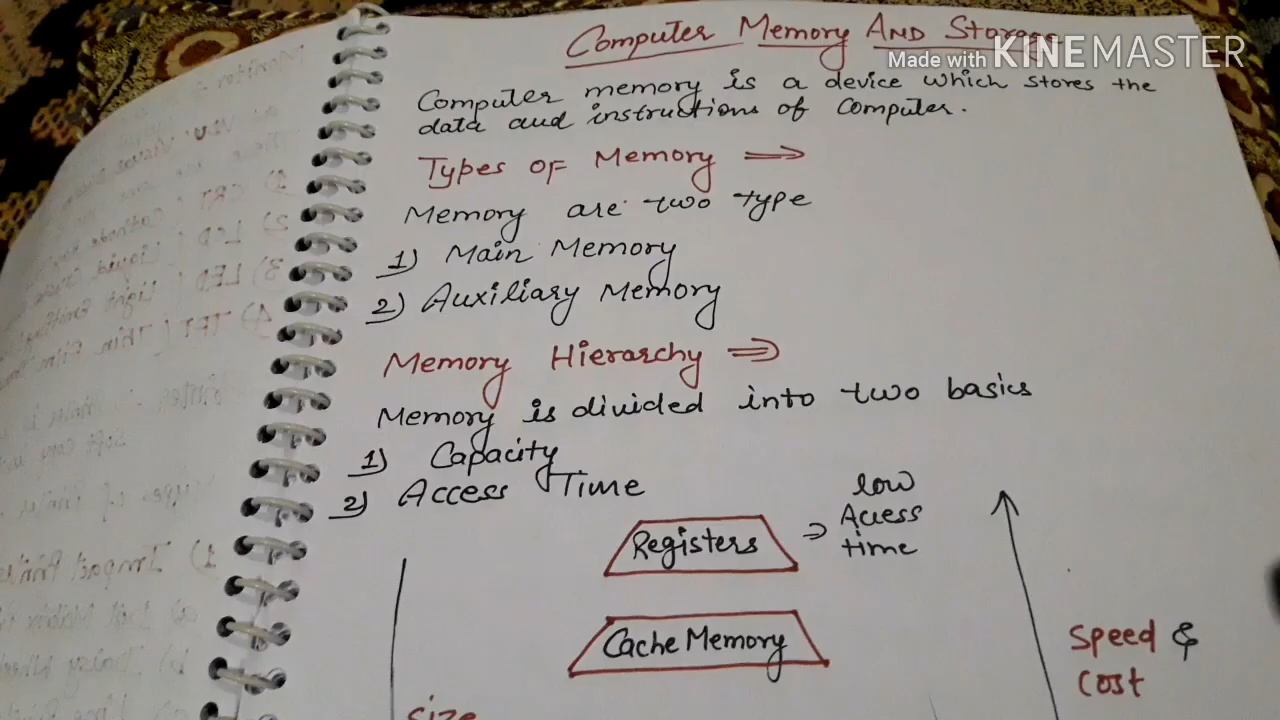 Computer Memory AND Storage
Made with KINEMASTER
Computer memory is a device which stores the
data and instructions of computer.
Types of Memory ⟹
Memory are two type
1) Main Memory
2) Auxiliary Memory
Memory Hierarchy ⟹
Memory is divided into two basics
1) Capacity
2) Access Time
Registers ⇒ low
Acess
time
Cache Memory
Speed &
cost
size